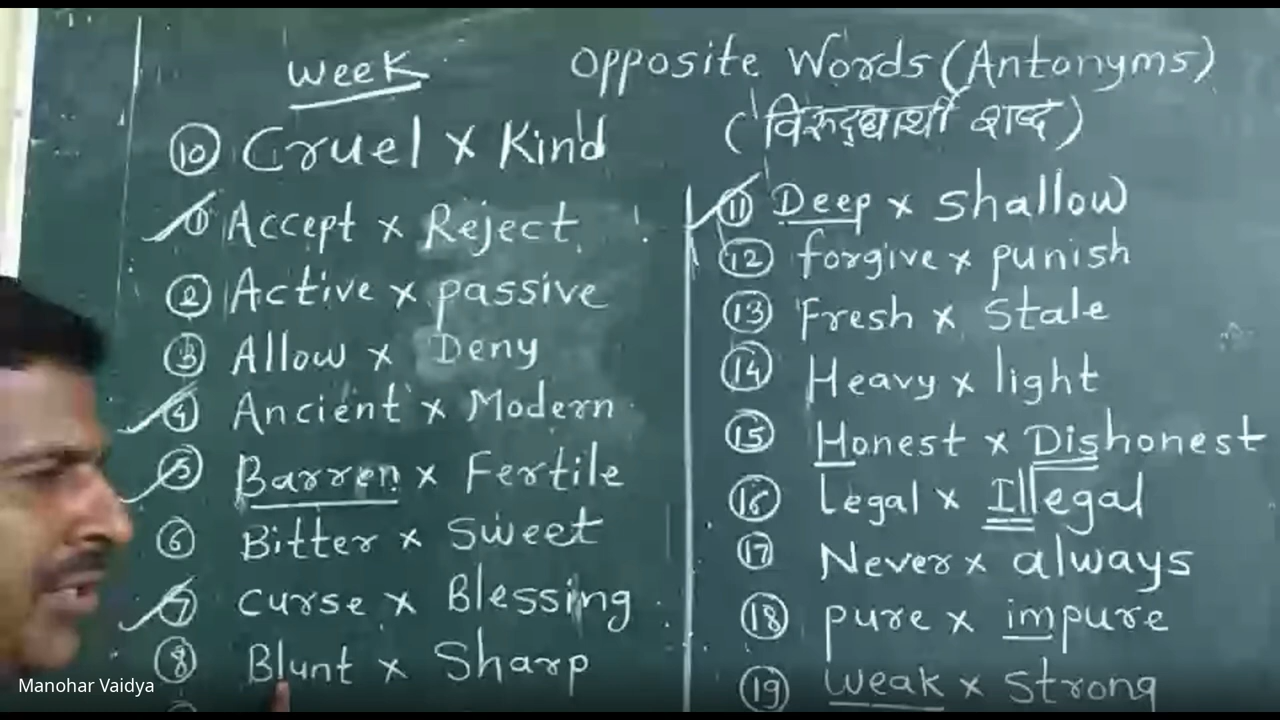 Week
Opposite Words (Antonyms)
(विरूद्धार्थी शब्द)
10 Cruel x Kind
1 Accept x Reject
2 Active x passive
3 Allow x Deny
4 Ancient x Modern
5 Barren x Fertile
6 Bitter x Sweet
7 curse x Blessing
8 Blunt x Sharp
11 Deep x shallow
12 forgive x punish
13 Fresh x Stale
14 Heavy x light
15 Honest x Dishonest
16 Legal x Illegal
17 Never x always
18 pure x impure
19 weak x strong
Manohar Vaidya